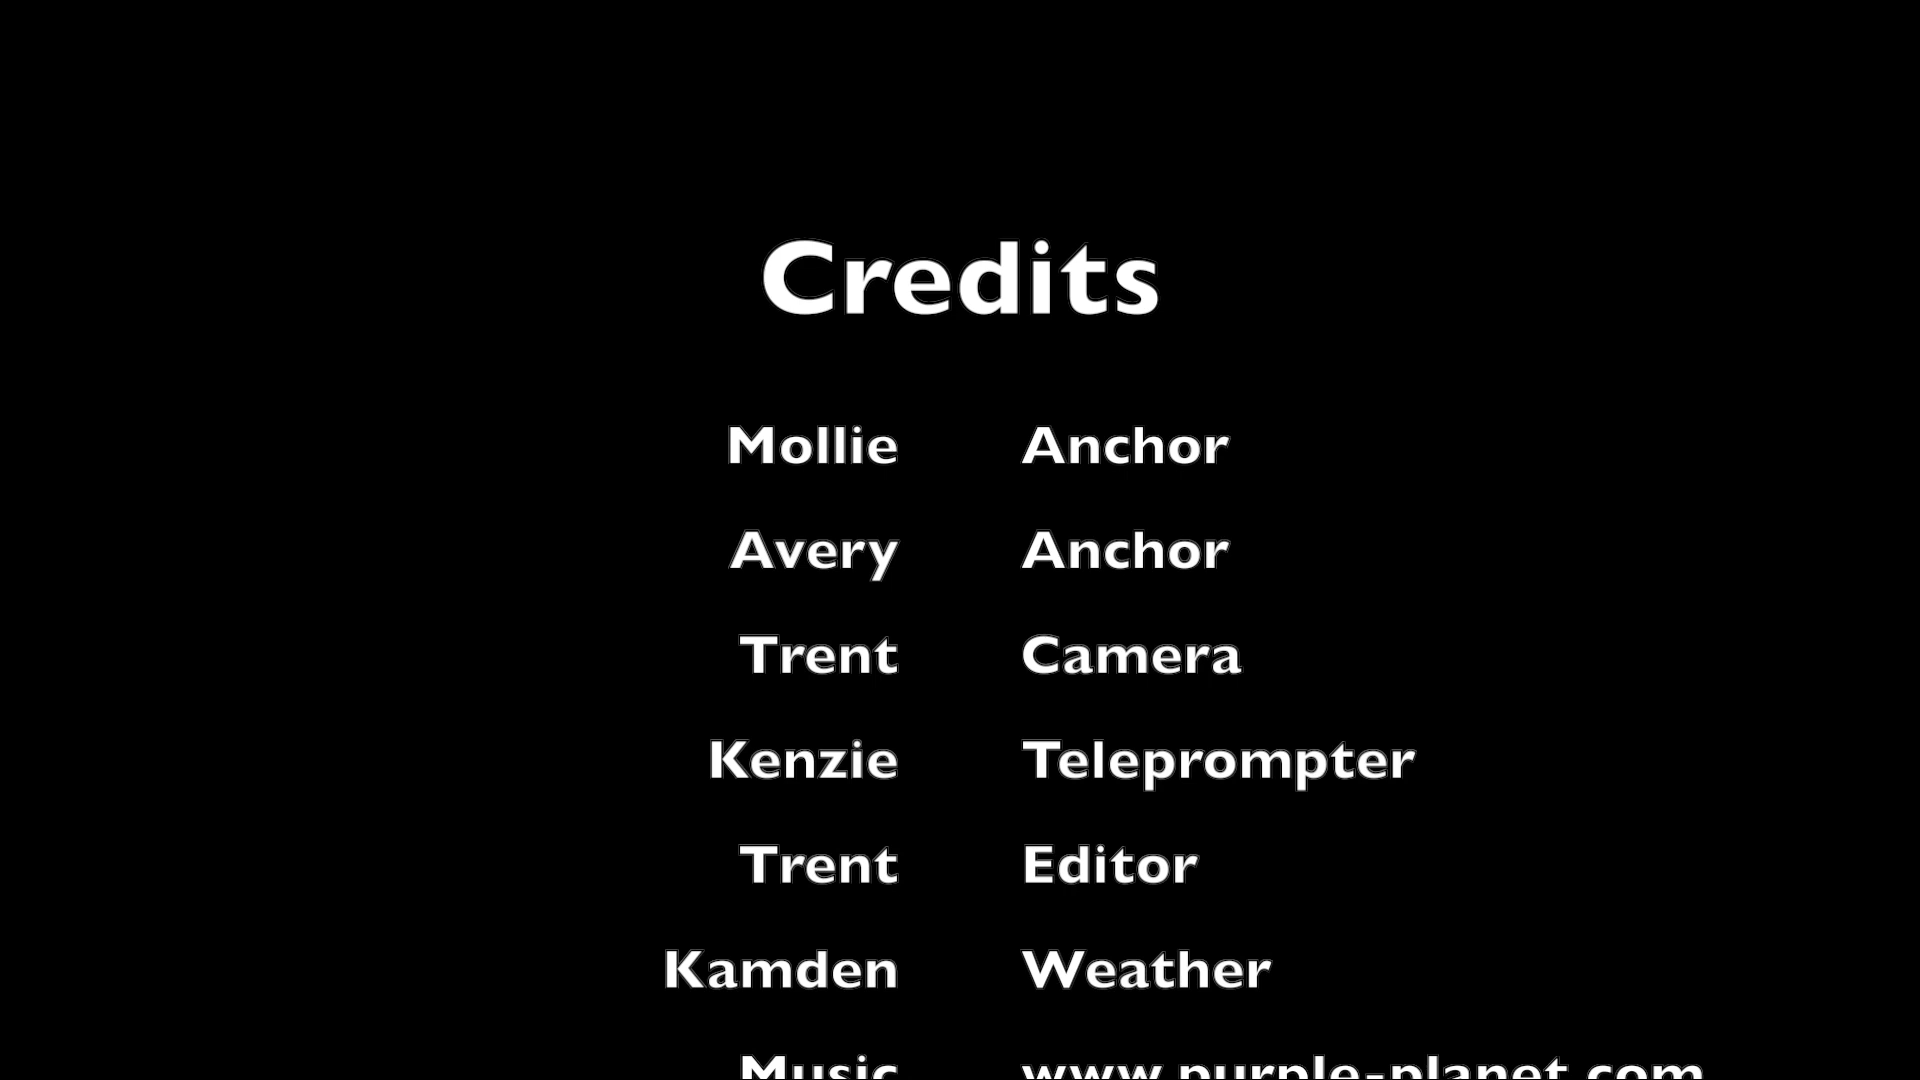 Credits
Mollie Anchor
Avery Anchor
Trent Camera
Kenzie Teleprompter
Trent Editor
Kamden Weather
Music www.purple-planet.com